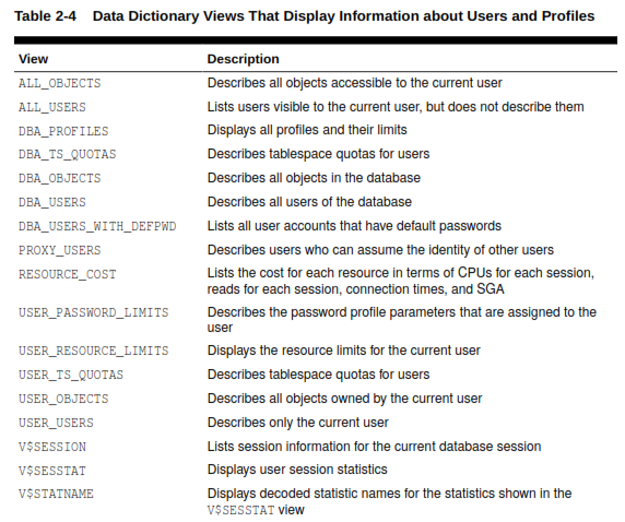 Table 2-4 Data Dictionary Views That Display Information about Users and Profiles
View Description
ALL_OBJECTS Describes all objects accessible to the current user
ALL_USERS Lists users visible to the current user, but does not describe them
DBA_PROFILES Displays all profiles and their limits
DBA_TS_QUOTAS Describes tablespace quotas for users
DBA_OBJECTS Describes all objects in the database
DBA_USERS Describes all users of the database
DBA_USERS_WITH_DEFPWD Lists all user accounts that have default passwords
PROXY_USERS Describes users who can assume the identity of other users
RESOURCE_COST Lists the cost for each resource in terms of CPUs for each session,
reads for each session, connection times, and SGA
USER_PASSWORD_LIMITS Describes the password profile parameters that are assigned to the
user
USER_RESOURCE_LIMITS Displays the resource limits for the current user
USER_TS_QUOTAS Describes tablespace quotas for users
USER_OBJECTS Describes all objects owned by the current user
USER_USERS Describes only the current user
V$SESSION Lists session information for the current database session
V$SESSTAT Displays user session statistics
V$STATNAME Displays decoded statistic names for the statistics shown in the
V$SESSTAT view